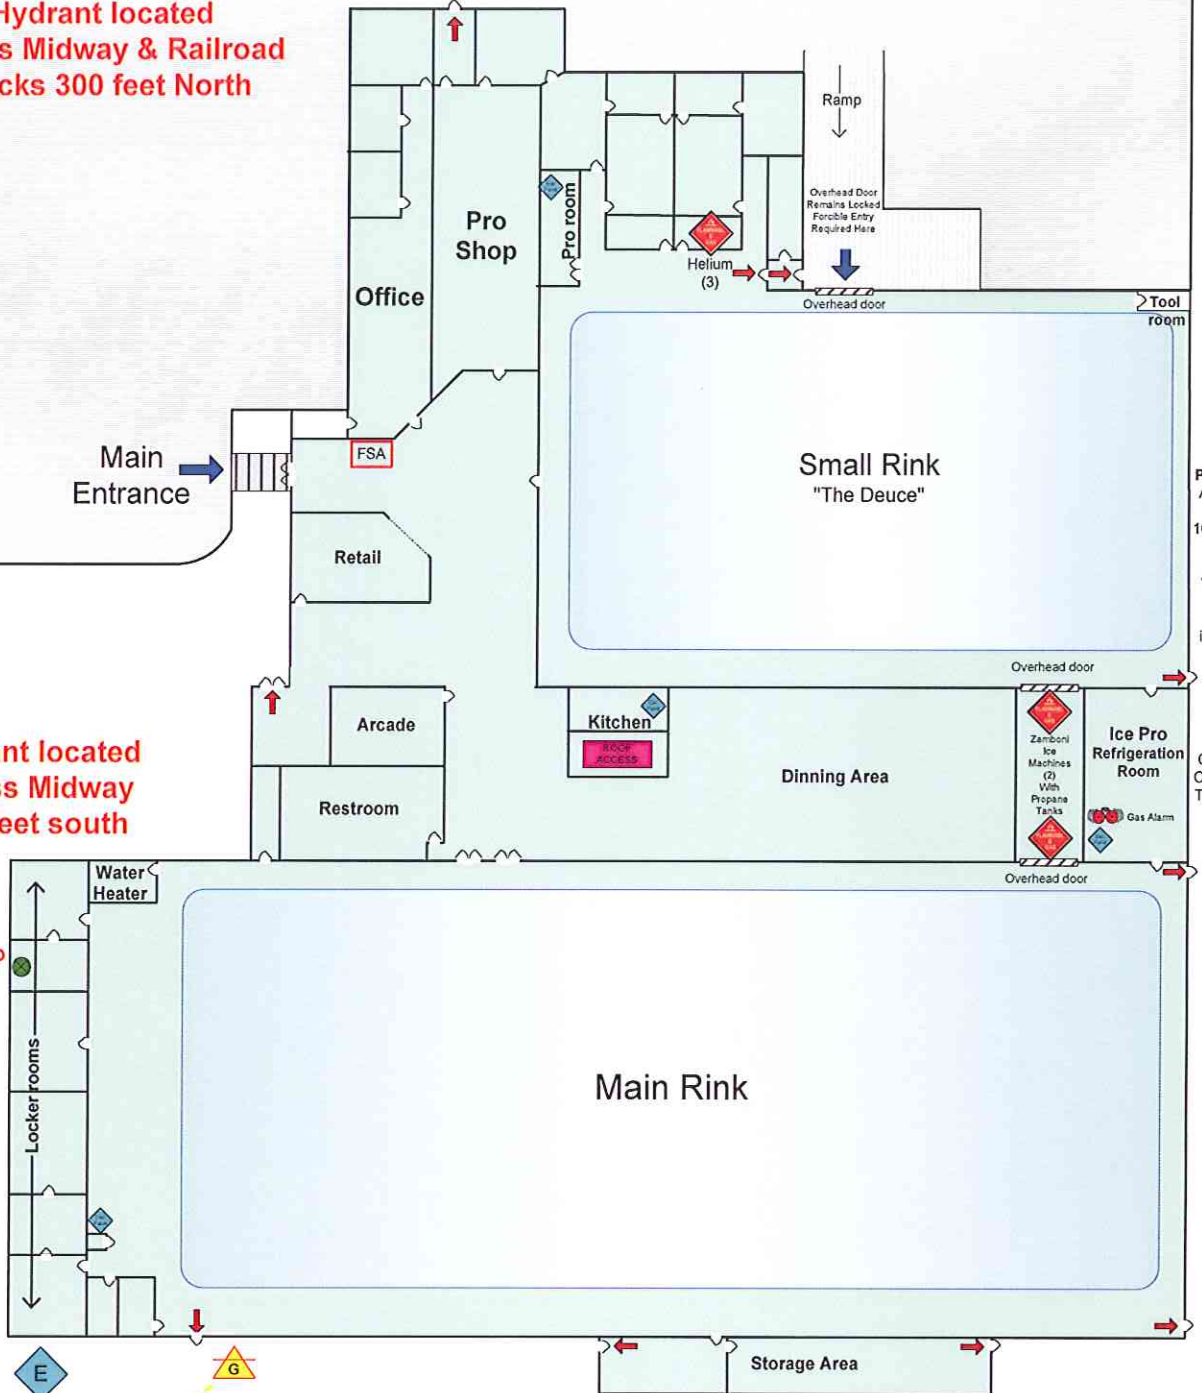 Hydrant located
s Midway & Railroad
cks 300 feet North
Ramp
Overhead Door
Remains Locked
Forcible Entry
Required Here
Pro
Shop
Pro room
Office
Helium
(3)
Overhead door
Tool
room
Main
Entrance
FSA
Small Rink
"The Deuce"
Retail
Overhead door
Arcade
Kitchen
ROOF
ACCESS
Dinning Area
Zamboni
Ice
Machines
(2)
With
Propane
Tanks
Ice Pro
Refrigeration
Room
Gas Alarm
nt located
ss Midway
eet south
Restroom
Water
Heater
Overhead door
Locker rooms
Main Rink
Storage Area
E
G